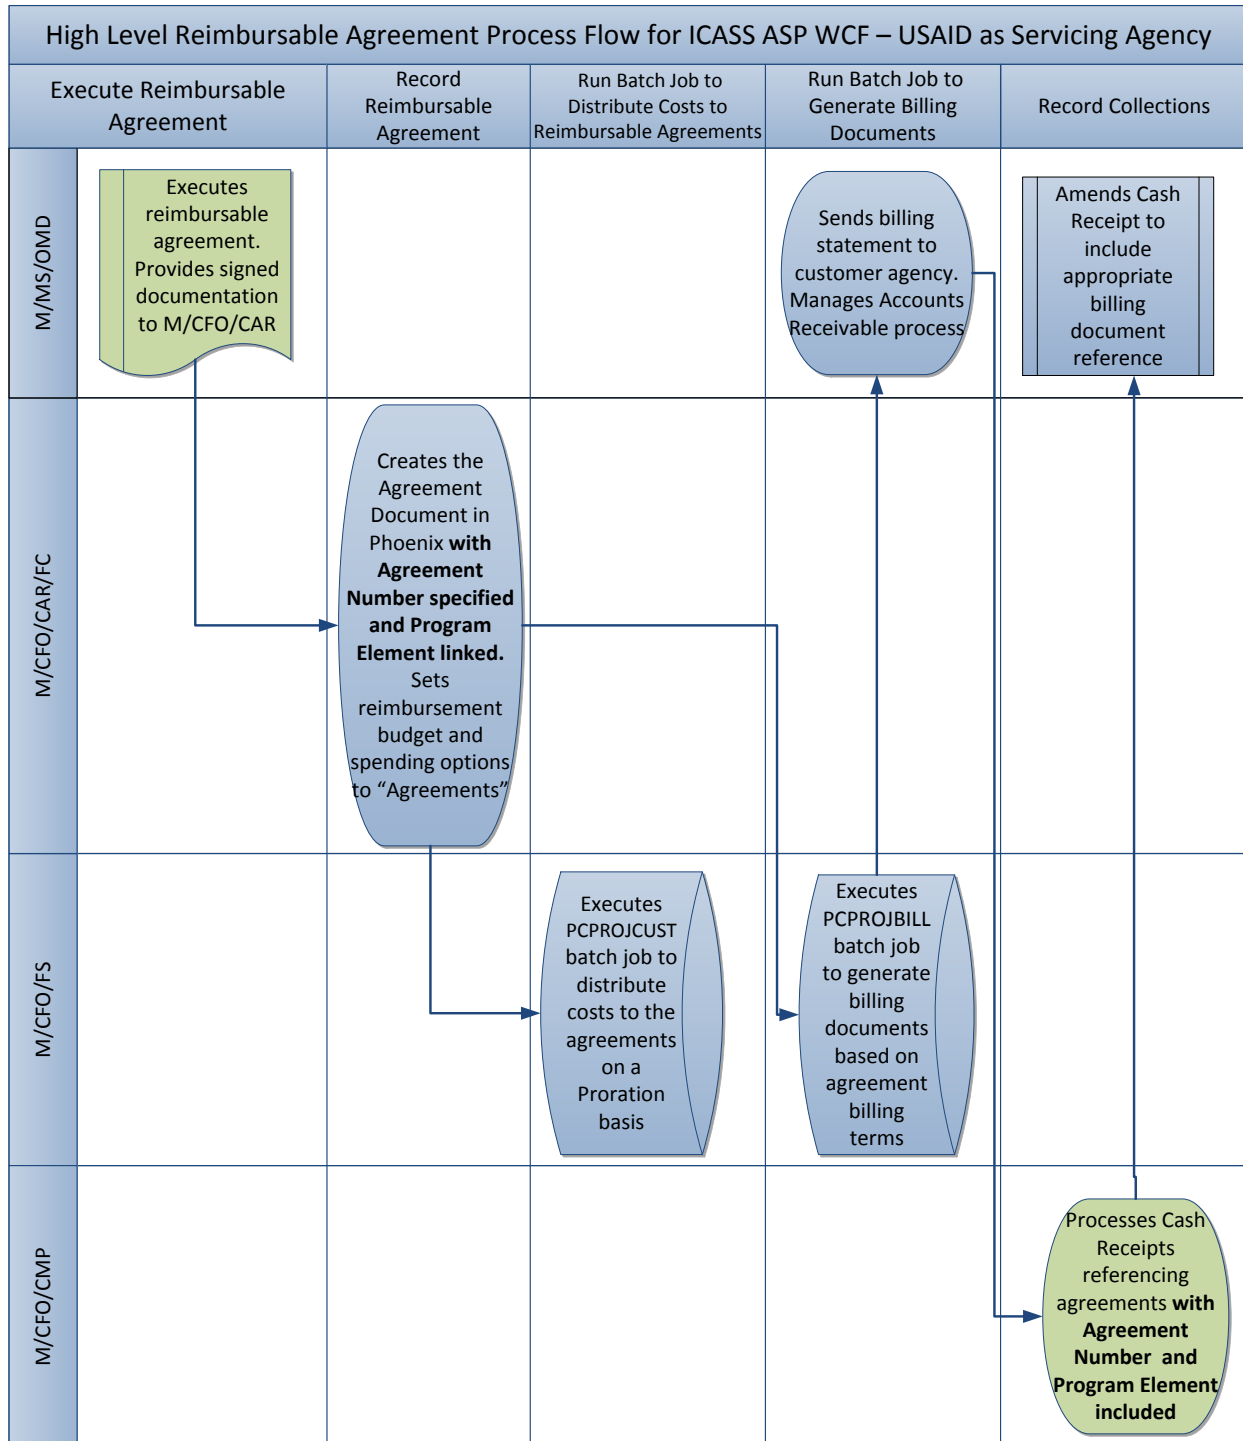 High Level Reimbursable Agreement Process Flow for ICASS ASP WCF – USAID as Servicing Agency
Execute Reimbursable
Agreement
Record
Reimbursable
Agreement
Run Batch Job to
Distribute Costs to
Reimbursable Agreements
Run Batch Job to
Generate Billing
Documents
Record Collections
M/MS/OMD
Executes
reimbursable
agreement.
Provides signed
documentation
to M/CFO/CAR
Sends billing
statement to
customer agency.
Manages Accounts
Receivable process
Amends Cash
Receipt to
include
appropriate
billing
document
reference
M/CFO/CAR/FC
Creates the
Agreement
Document in
Phoenix with
Agreement
Number specified
and Program
Element linked.
Sets
reimbursement
budget and
spending options
to “Agreements”
M/CFO/FS
Executes
PCPROJCUST
batch job to
distribute
costs to the
agreements
on a
Proration
basis
Executes
PCPROJBILL
batch job
to generate
billing
documents
based on
agreement
billing
terms
M/CFO/CMP
Processes Cash
Receipts
referencing
agreements with
Agreement
Number and
Program Element
included